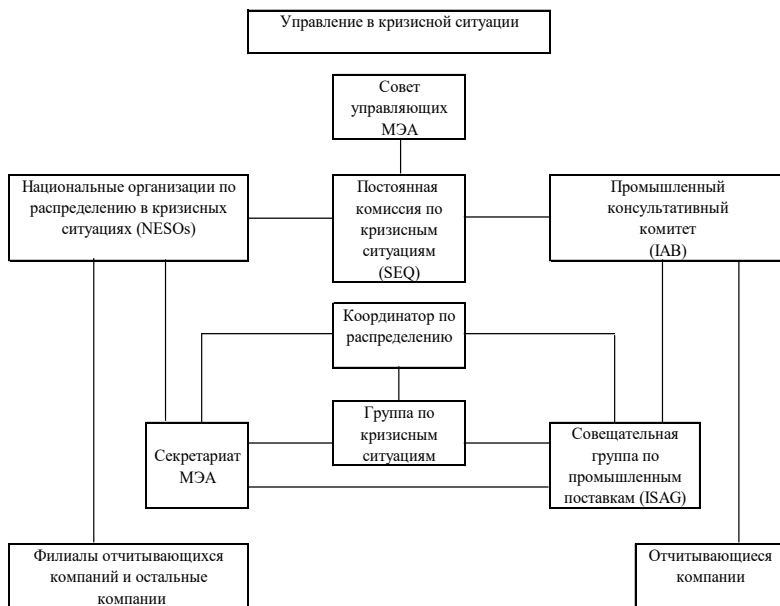 Управление в кризисной ситуации
Совет
управляющих
МЭА
Национальные организации по
распределению в кризисных
ситуациях (NESOs)
Постоянная
комиссия по
кризисным
ситуациям
(SEQ)
Промышленный
консультативный
комитет
(IAB)
Координатор по
распределению
Секретариат
МЭА
Группа по
кризисным
ситуациям
Совещательная
группа по
промышленным
поставкам (ISAG)
Филиалы отчитывающихся
компаний и остальные
компании
Отчитывающиеся
компании